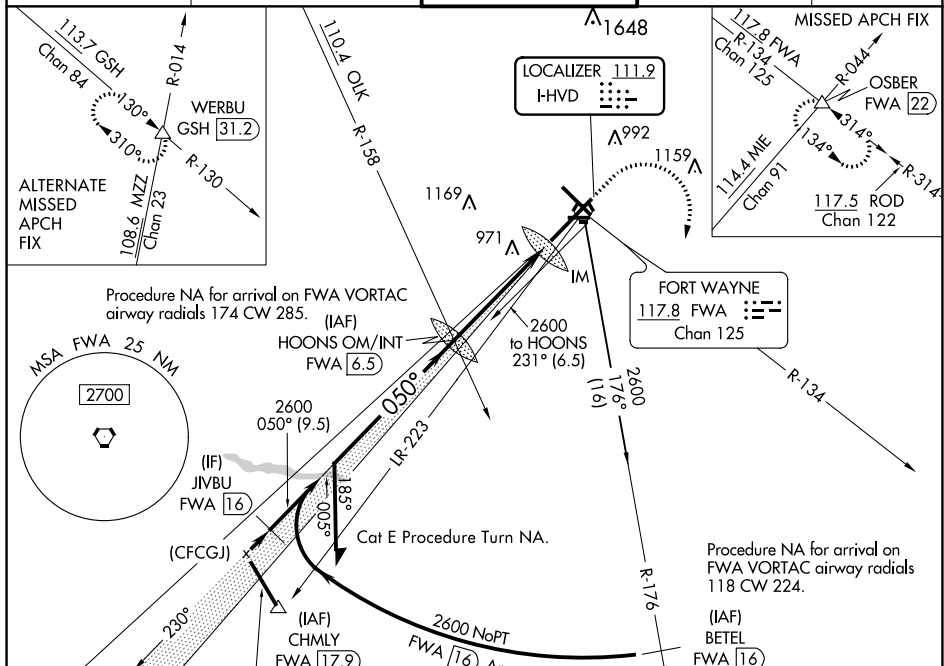 113.7 GSH
Chan 84
R-014
130°
310°
WERBU
GSH 31.2
R-130
ALTERNATE
MISSED
APCH
FIX
108.6 MZZ
Chan 23
110.4 OLK
R-158
1648
LOCALIZER 111.9
I-HVD
992
1159
1169
971
IM
117.8 FWA
R-134
Chan 125
MISSED APCH FIX
R-044
OSBER
FWA 22
314°
134°
R-314
114.4 MIE
Chan 91
117.5 ROD
Chan 122
Procedure NA for arrival on FWA VORTAC
airway radials 174 CW 285.
(IAF)
HOONS OM/INT
FWA 6.5
2600
to HOONS
231° (6.5)
FORT WAYNE
117.8 FWA
Chan 125
R-134
2600
176°
(16)
MSA FWA 25 NM
2700
2600
050° (9.5)
050°
LR-223
(IF)
JIVBU
FWA 16
185°
005°
(CFCGJ)
Cat E Procedure Turn NA.
Procedure NA for arrival on
FWA VORTAC airway radials
118 CW 224.
R-176
230°
(IAF)
CHMLY
FWA 17.9
2600 NoPT
FWA 16
(IAF)
BETEL
FWA 16